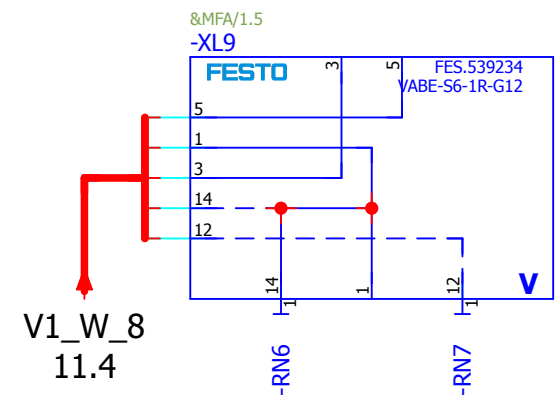 &MFA/1.5
-XL9
FESTO
3
5
FES.539234
VABE-S6-1R-G12
5
1
3
14
12
14
1
12
V
1
1
V1_W_8
11.4
-RN6
-RN7